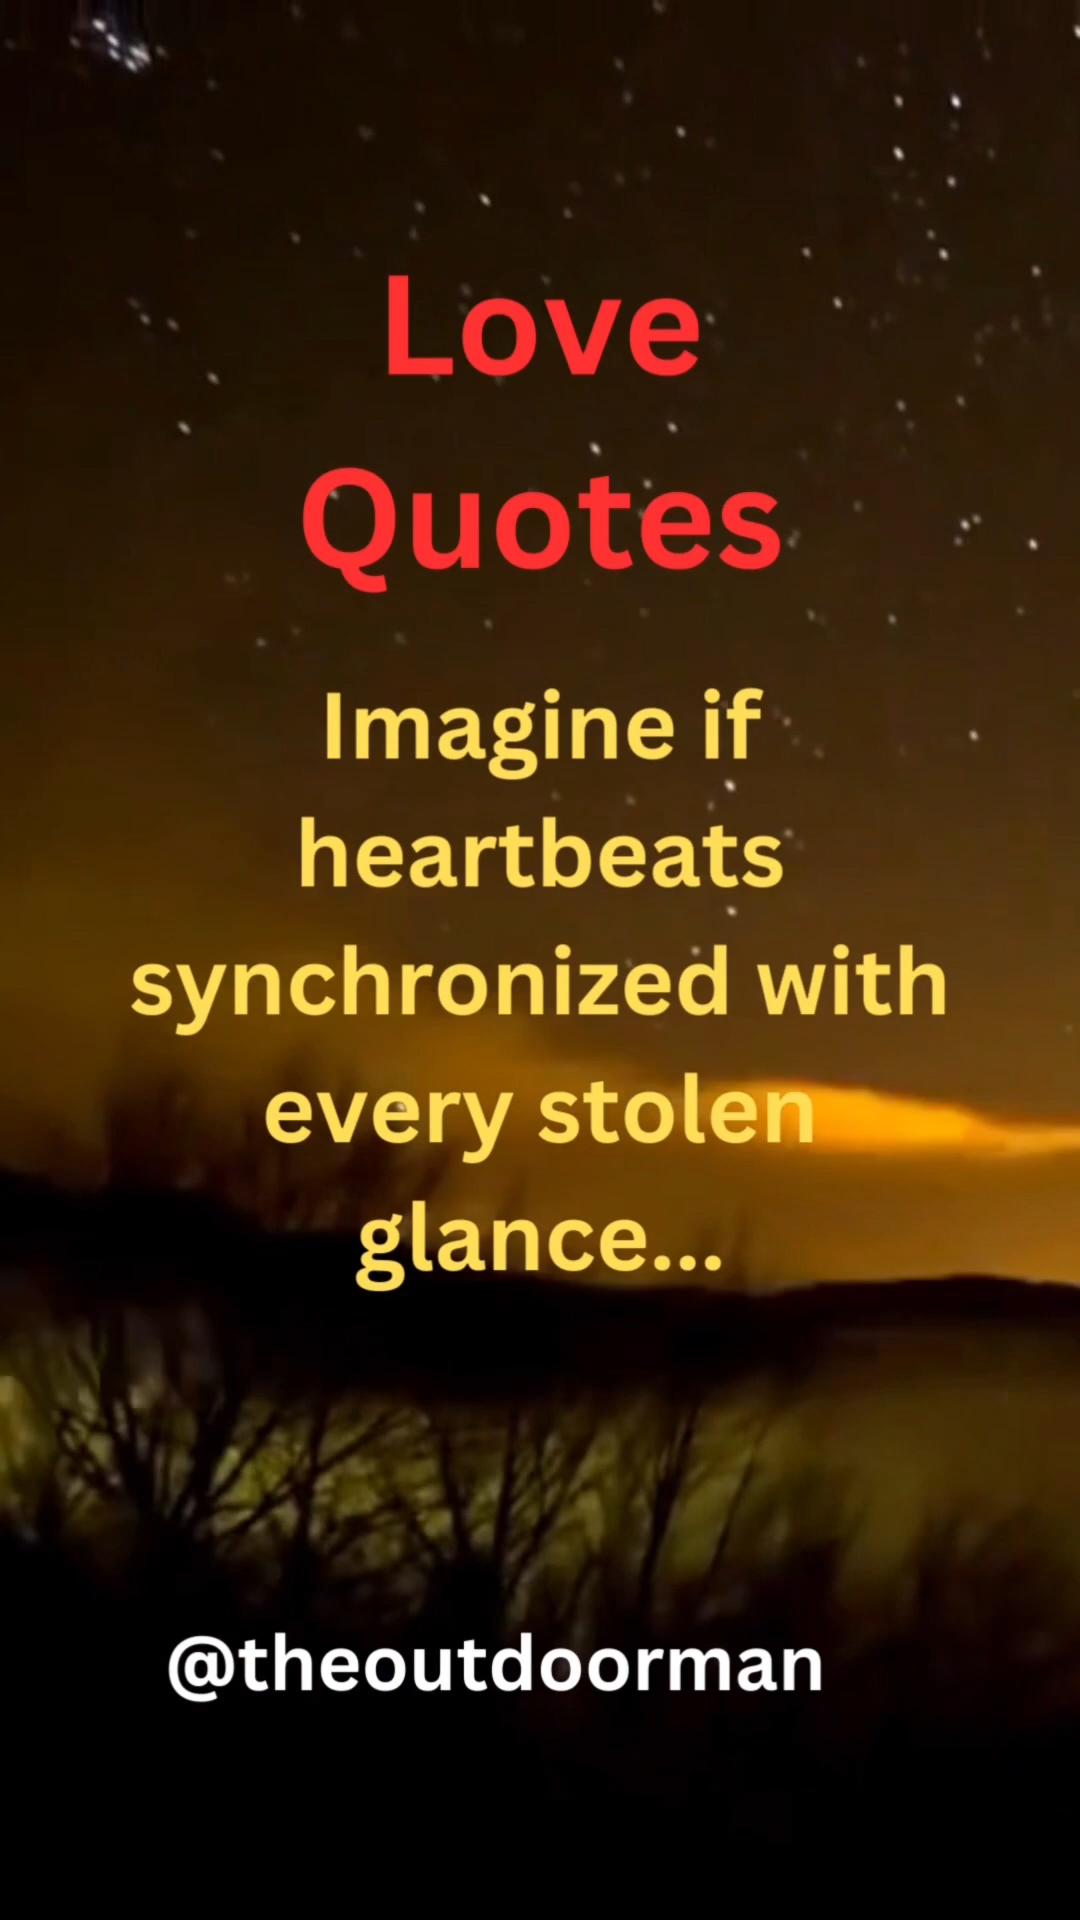 Love
Quotes
Imagine if
heartbeats
synchronized with
every stolen
glance...
@theoutdoorman